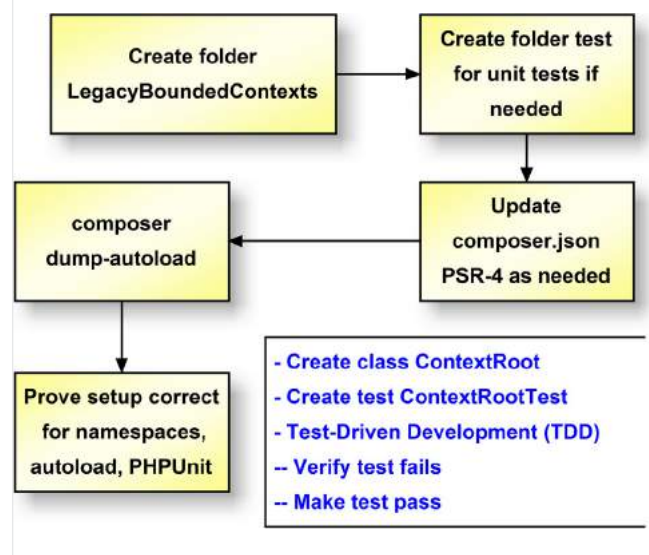 Create folder
LegacyBoundedContexts
Create folder test
for unit tests if
needed
Update
composer.json
PSR-4 as needed
composer
dump-autoload
Prove setup correct
for namespaces,
autoload, PHPUnit
- Create class ContextRoot
- Create test ContextRootTest
- Test-Driven Development (TDD)
-- Verify test fails
-- Make test pass